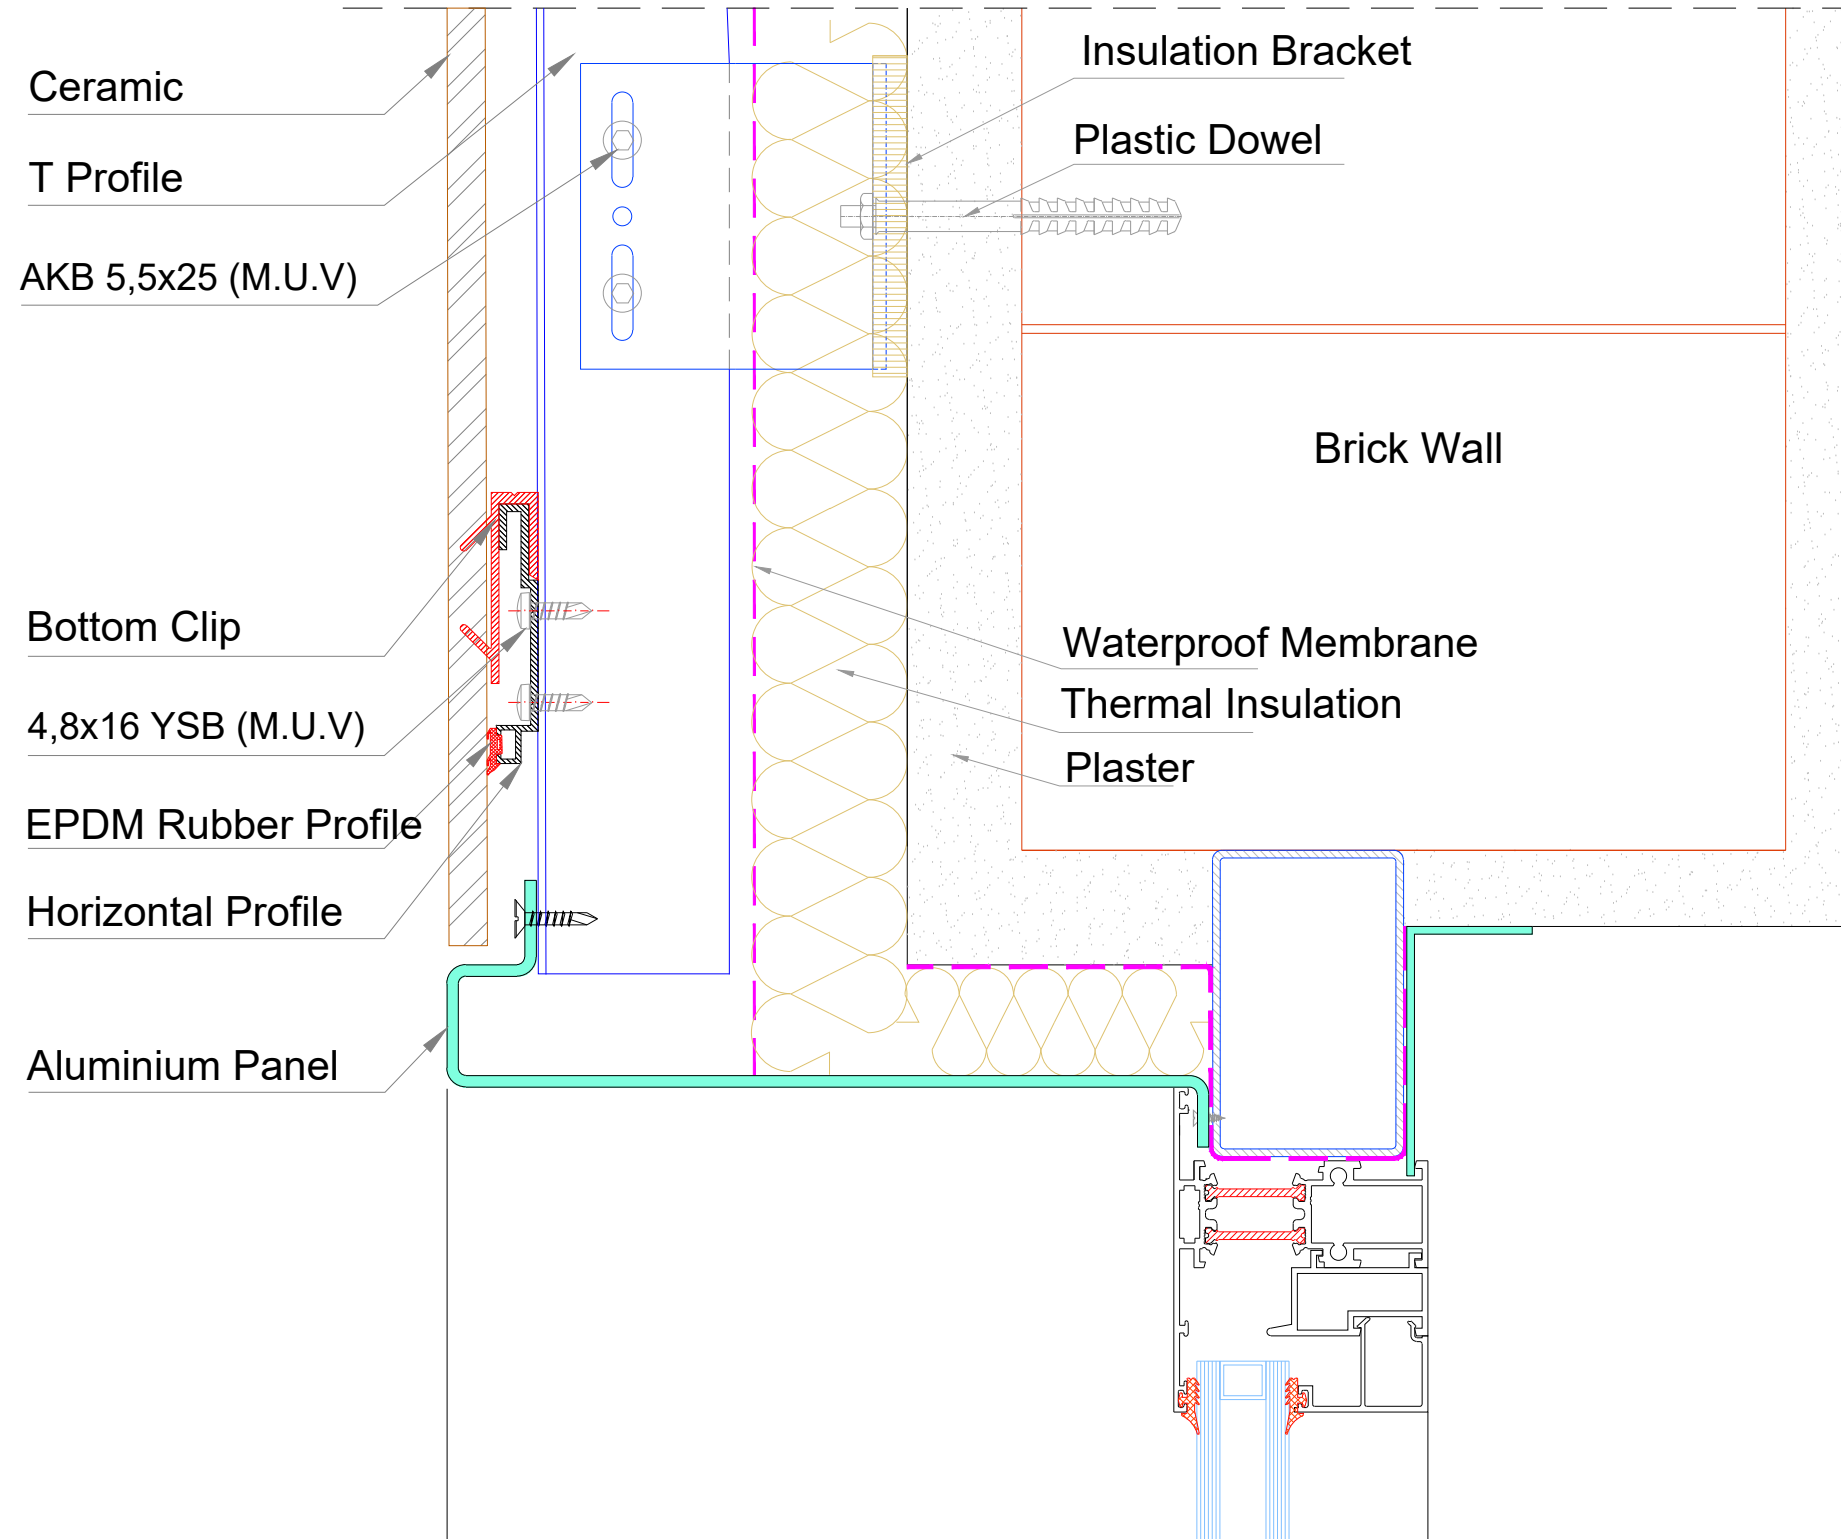 Ceramic
T Profile
AKB 5,5x25 (M.U.V)
Bottom Clip
4,8x16 YSB (M.U.V)
EPDM Rubber Profile
Horizontal Profile
Aluminium Panel
Insulation Bracket
Plastic Dowel
Brick Wall
Waterproof Membrane
Thermal Insulation
Plaster